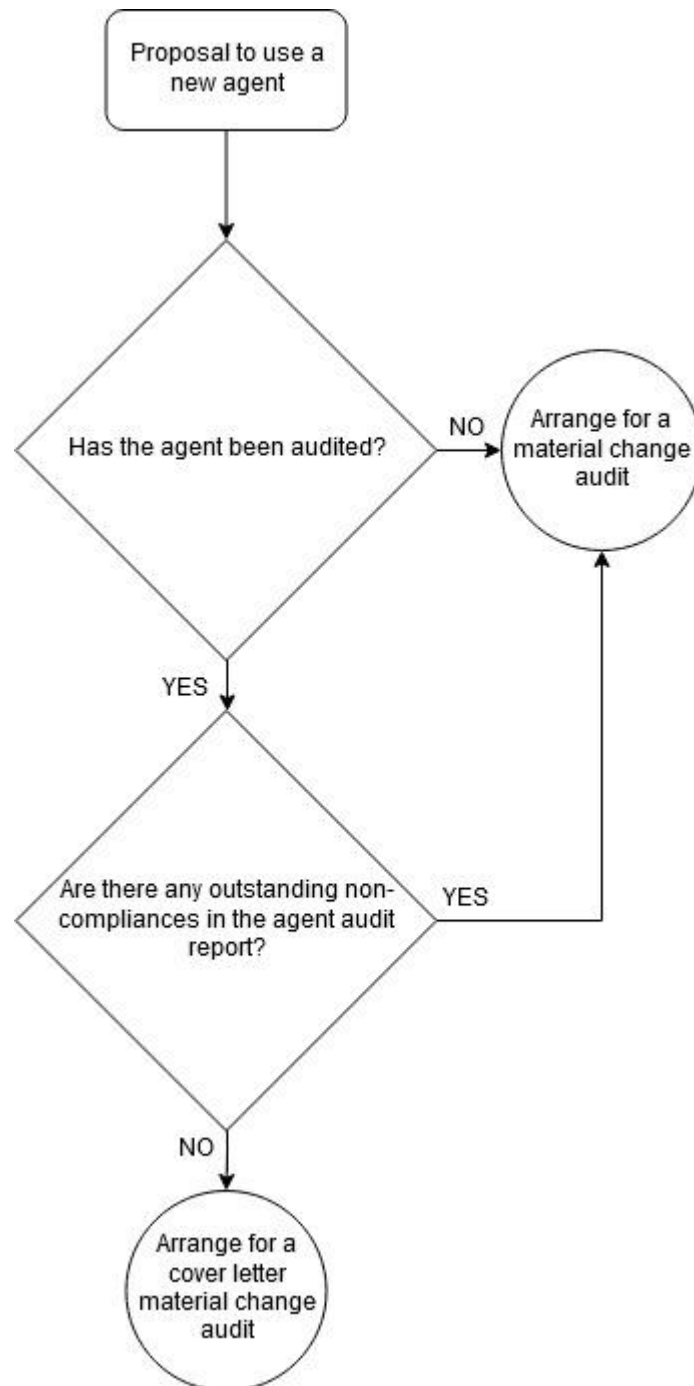 Proposal to use a
new agent
Has the agent been audited?
NO
Arrange for a
material change
audit
YES
Are there any outstanding non-
compliances in the agent audit
report?
YES
NO
Arrange for a
cover letter
material change
audit